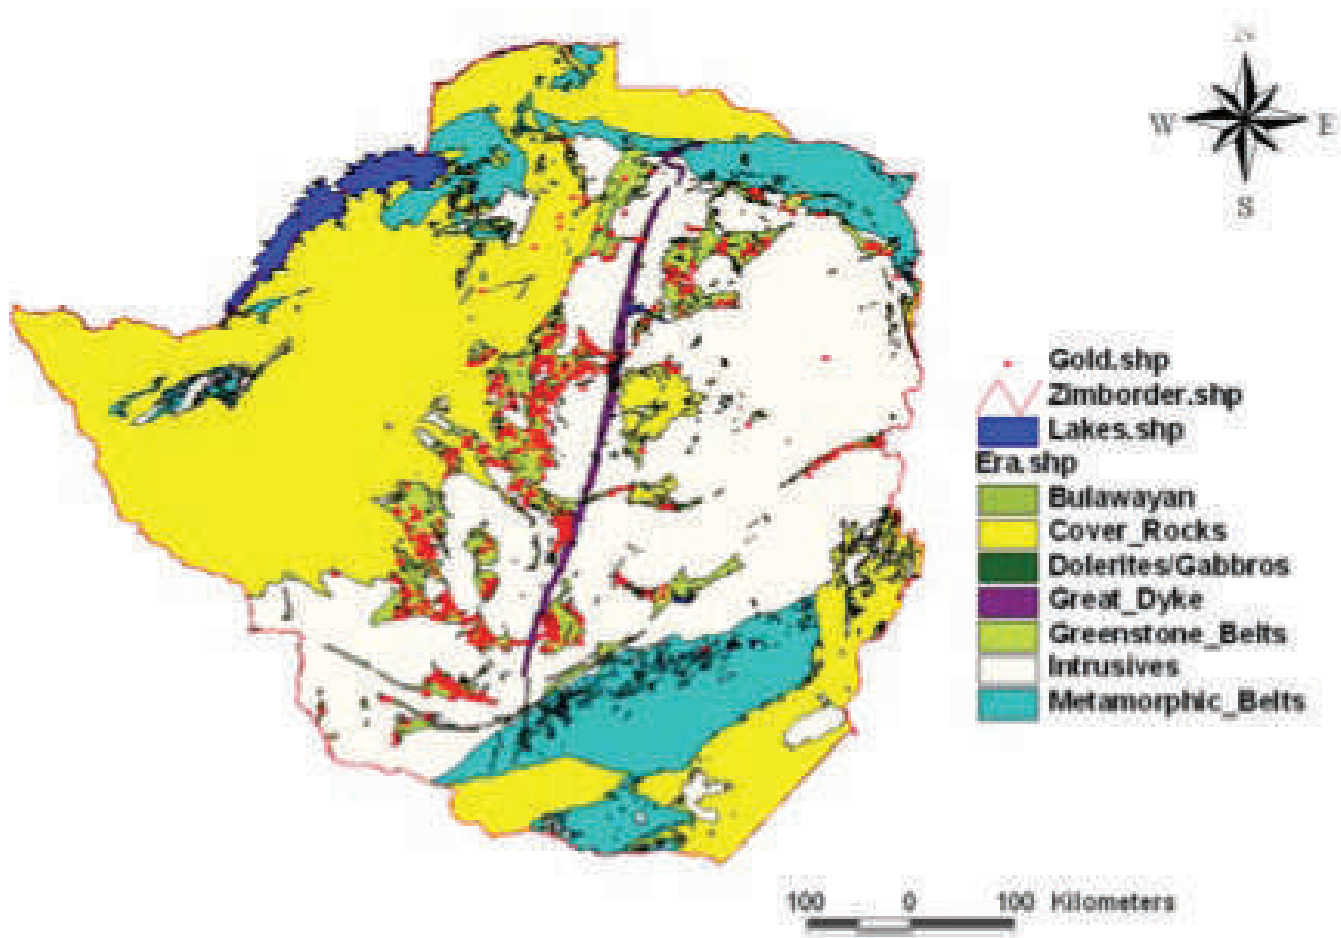 N
W E
S
Gold.shp
Zimborder.shp
Lakes.shp
Era.shp
Bulawayan
Cover_Rocks
Dolerites/Gabbros
Great_Dyke
Greenstone_Belts
Intrusives
Metamorphic_Belts
100 0 100 Kilometers